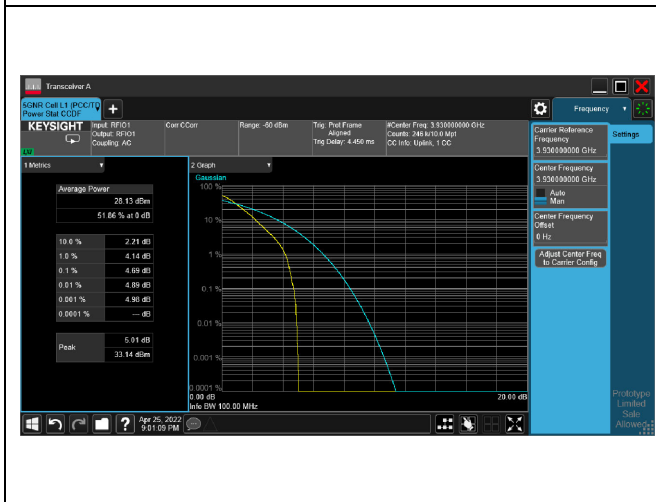 Transceiver A
5GNR Cell L1 (PCC/TD
Power Stat CCDF
Frequency
KEYSIGHT
Input: RFIO1
Output: RFIO1
Coupling: AC
Corr CCorr
Range: -60 dBm
Trig: Prot Frame
Aligned
Trig Delay: 4.450 ms
#Center Freq: 3.930000000 GHz
Counts: 246 k/10.0 Mpt
CC Info: Uplink, 1 CC
Carrier Reference
Frequency
3.930000000 GHz
Settings
Center Frequency
3.930000000 GHz
Auto
Man
Center Frequency
Offset
0 Hz
Adjust Center Freq
to Carrier Config
1 Metrics
Average Power
28.13 dBm
51.86 % at 0 dB
10.0 % 2.21 dB
1.0 % 4.14 dB
0.1 % 4.69 dB
0.01 % 4.89 dB
0.001 % 4.98 dB
0.0001 % --- dB
Peak
5.01 dB
33.14 dBm
2 Graph
Gaussian
100 %
10 %
1 %
0.1 %
0.01 %
0.001 %
0.0001 %
0.00 dB
20.00 dB
Info BW 100.00 MHz
Apr 25, 2022
9:01:09 PM
Prototype
Limited
Sale
Allowed